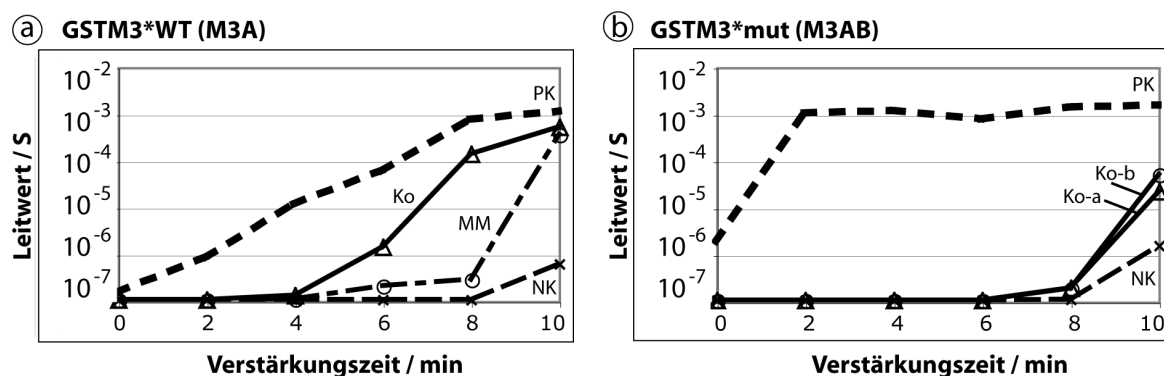 ⓐ GSTM3*WT (M3A)
10⁻²
10⁻³
10⁻⁴
10⁻⁵
10⁻⁶
10⁻⁷
Leitwert / S
PK
Ko
MM
NK
0 2 4 6 8 10
Verstärkungszeit / min
ⓑ GSTM3*mut (M3AB)
10⁻²
10⁻³
10⁻⁴
10⁻⁵
10⁻⁶
10⁻⁷
Leitwert / S
PK
Ko-b
Ko-a
NK
0 2 4 6 8 10
Verstärkungszeit / min